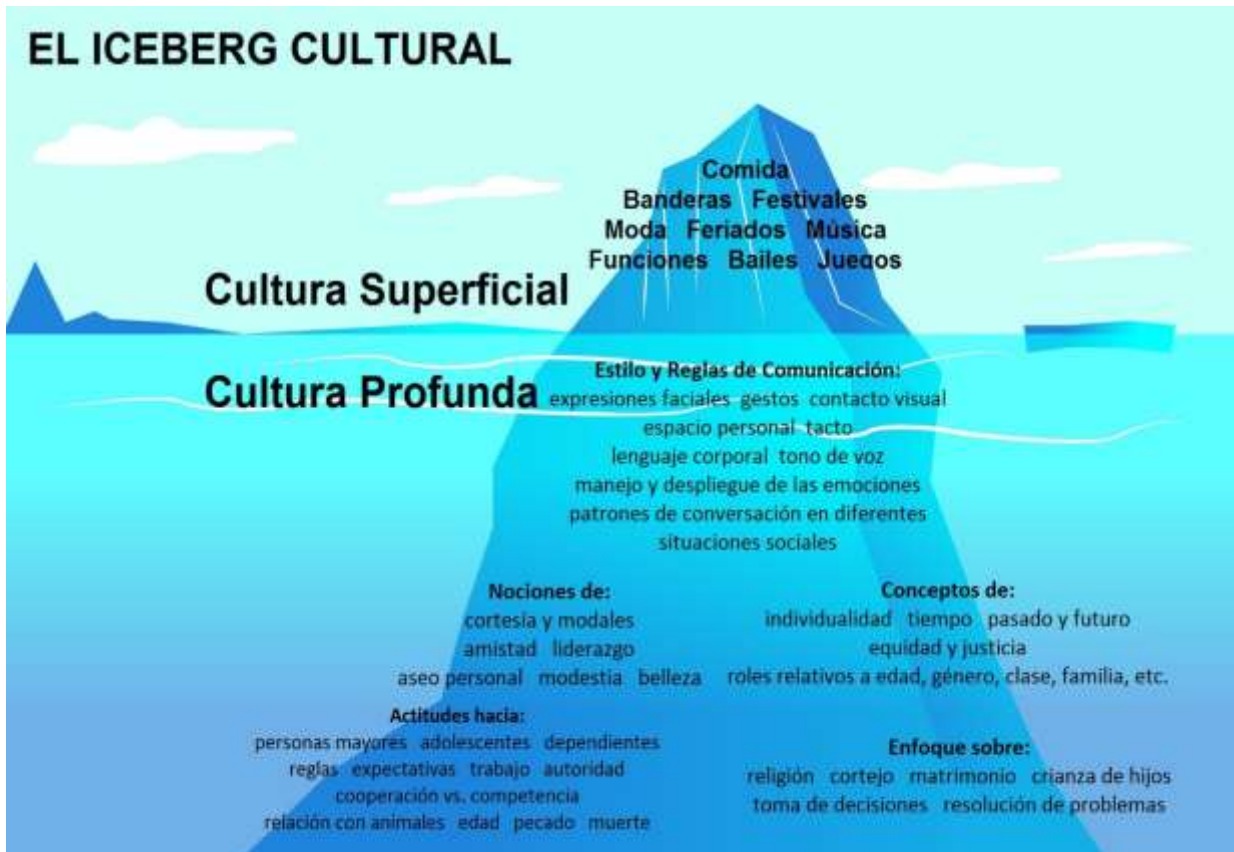 EL ICEBERG CULTURAL
Comida
Banderas Festivales
Moda Feriados Música
Funciones Bailes Juegos
Cultura Superficial
Cultura Profunda
Estilo y Reglas de Comunicación:
expresiones faciales gestos contacto visual
espacio personal tacto
lenguaje corporal tono de voz
manejo y despliegue de las emociones
patrones de conversación en diferentes
situaciones sociales
Nociones de:
cortesía y modales
amistad liderazgo
aseo personal modestia belleza
Conceptos de:
individualidad tiempo pasado y futuro
equidad y justicia
roles relativos a edad, género, clase, familia, etc.
Actitudes hacia:
personas mayores adolescentes dependientes
reglas expectativas trabajo autoridad
cooperación vs. competencia
relación con animales edad pecado muerte
Enfoque sobre:
religión cortejo matrimonio crianza de hijos
toma de decisiones resolución de problemas